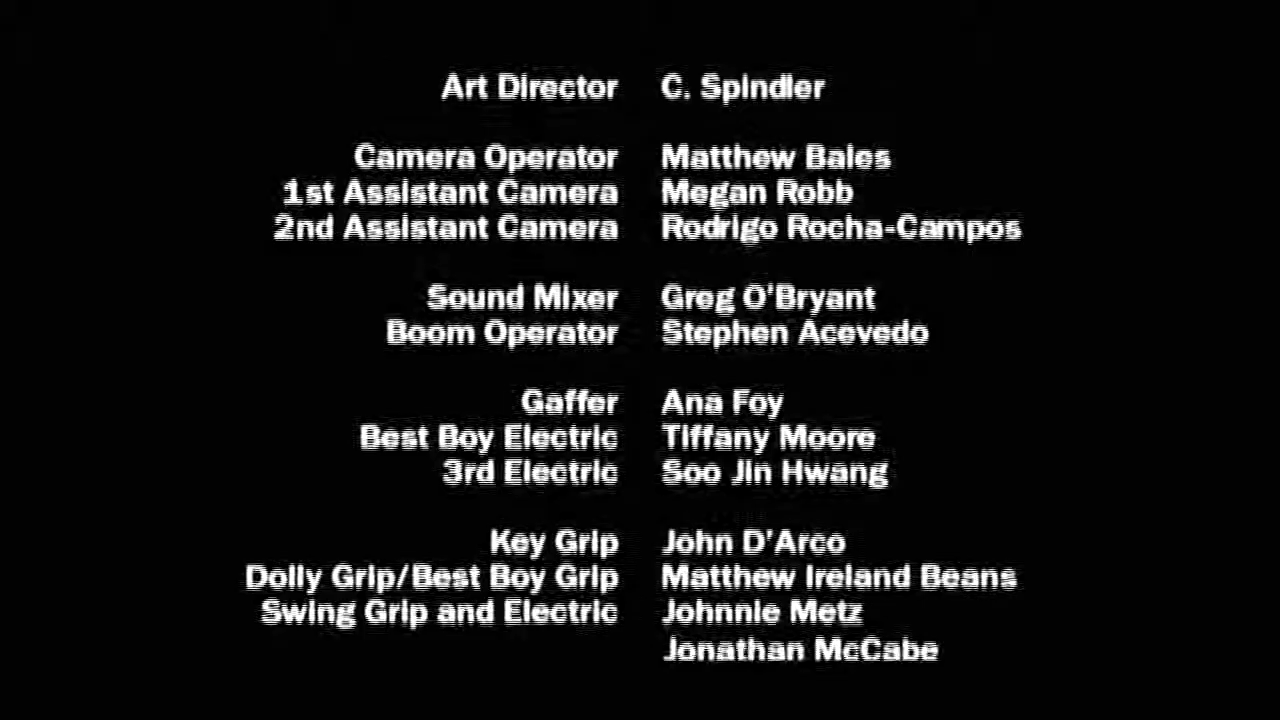 Art Director C. Spindler
Camera Operator Matthew Bales
1st Assistant Camera Megan Robb
2nd Assistant Camera Rodrigo Rocha-Campos
Sound Mixer Greg O'Bryant
Boom Operator Stephen Acevedo
Gaffer Ana Foy
Best Boy Electric Tiffany Moore
3rd Electric Soo Jin Hwang
Key Grip John D'Arco
Dolly Grip/Best Boy Grip Matthew Ireland Beans
Swing Grip and Electric Johnnie Metz
Jonathan McCabe